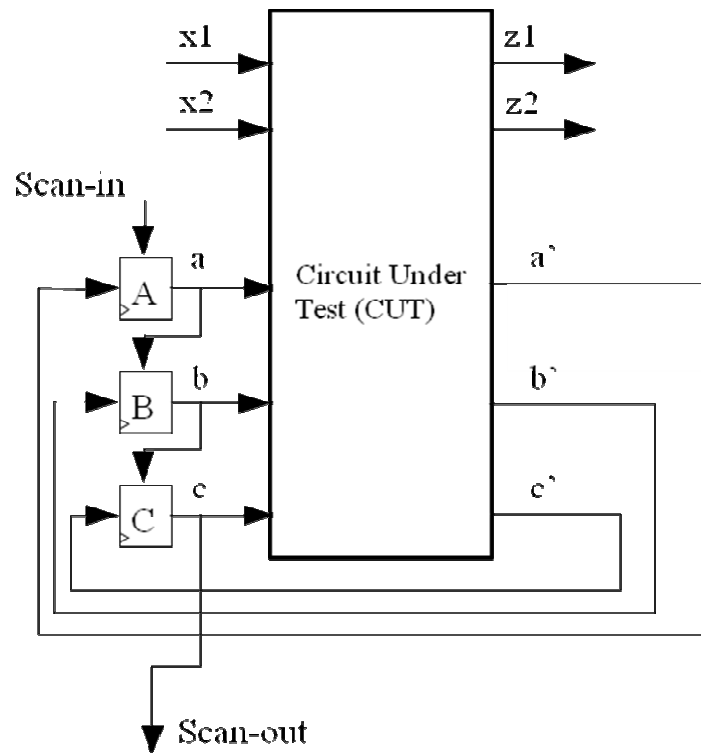 x1
z1
x2
z2
Scan-in
a
A
Circuit Under
Test (CUT)
a'
b
B
b'
c
C
c'
Scan-out